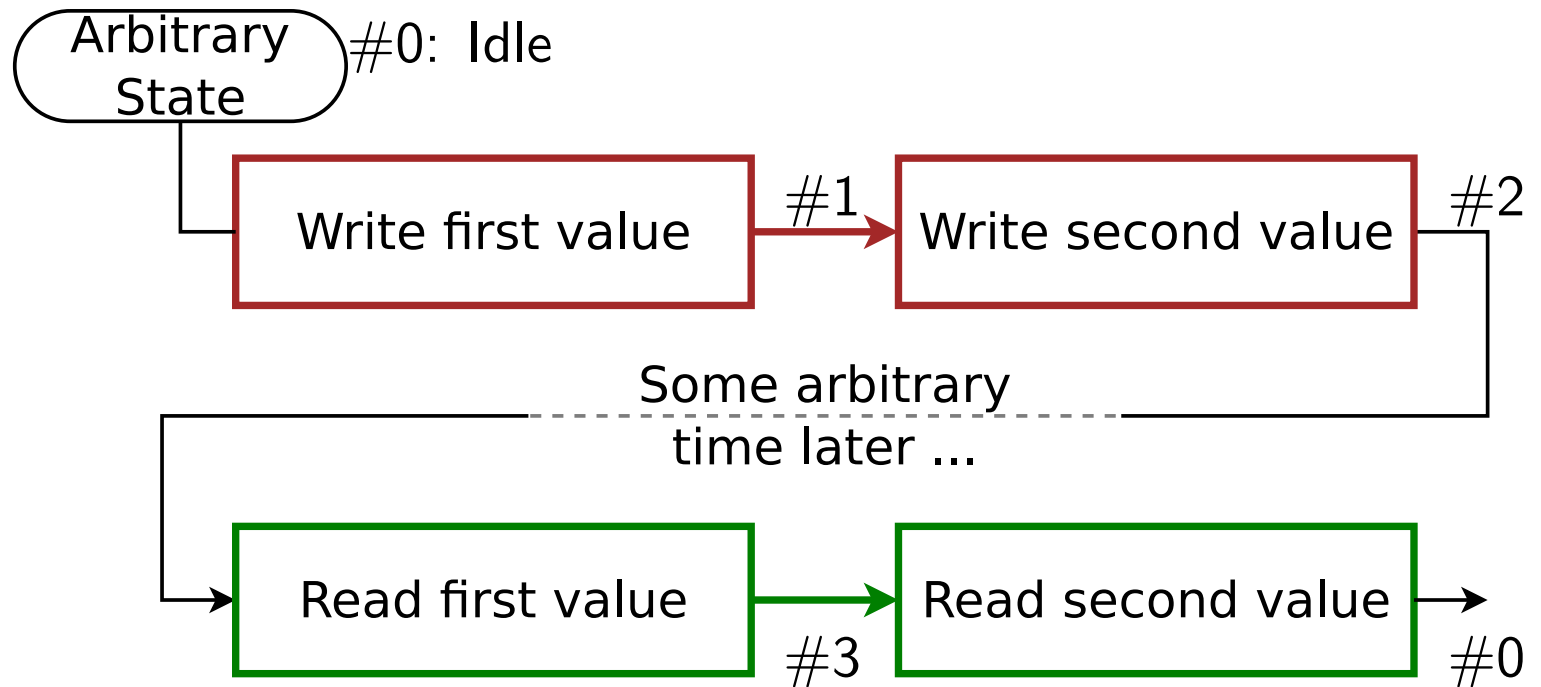 Arbitrary
State
#0: Idle
Write first value
#1
Write second value
#2
Some arbitrary
time later ...
Read first value
#3
Read second value
#0